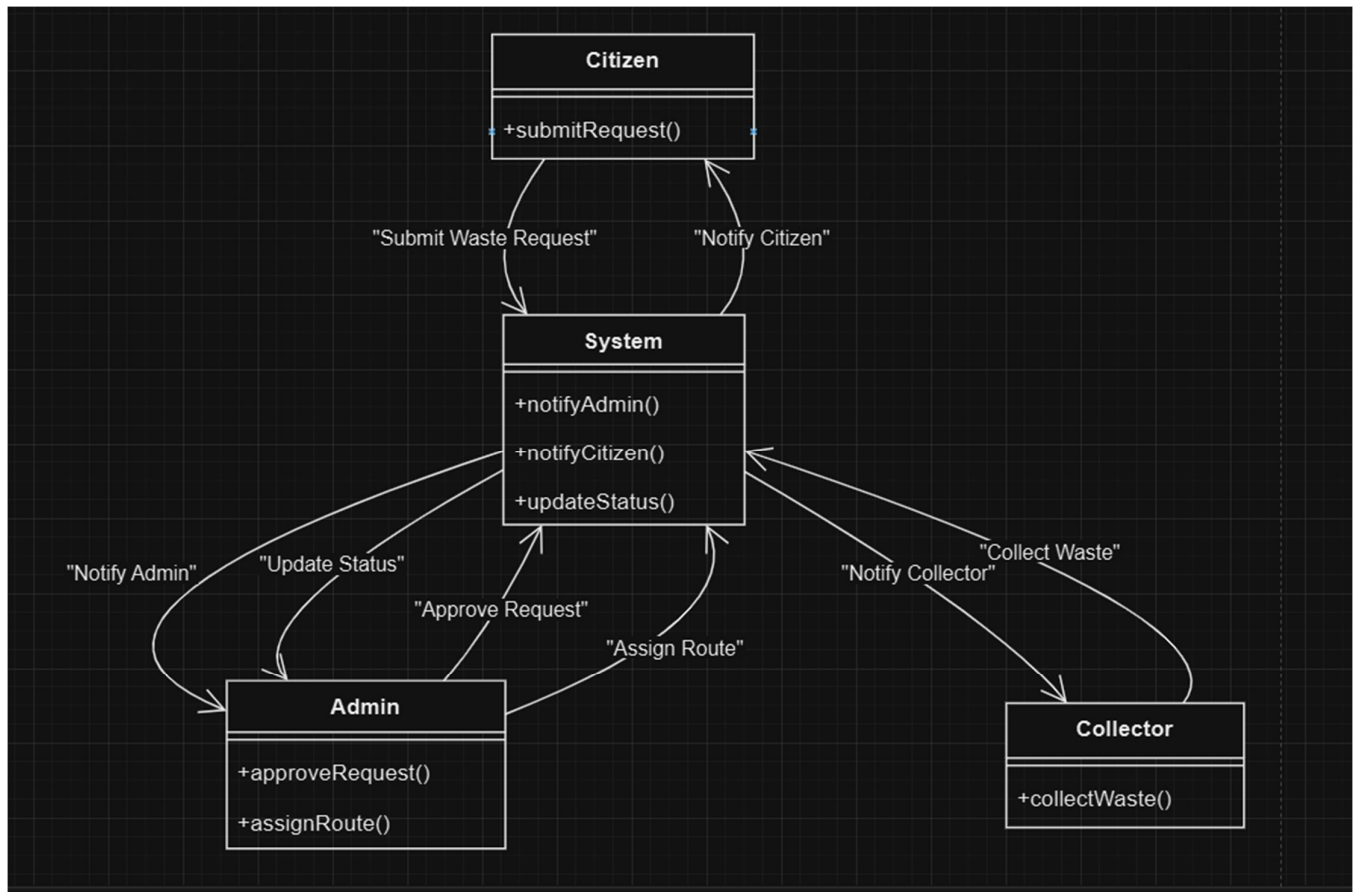 Citizen
+submitRequest()
"Submit Waste Request"
"Notify Citizen"
System
+notifyAdmin()
+notifyCitizen()
+updateStatus()
"Notify Admin"
"Update Status"
"Approve Request"
"Assign Route"
"Collect Waste"
"Notify Collector"
Admin
+approveRequest()
+assignRoute()
Collector
+collectWaste()